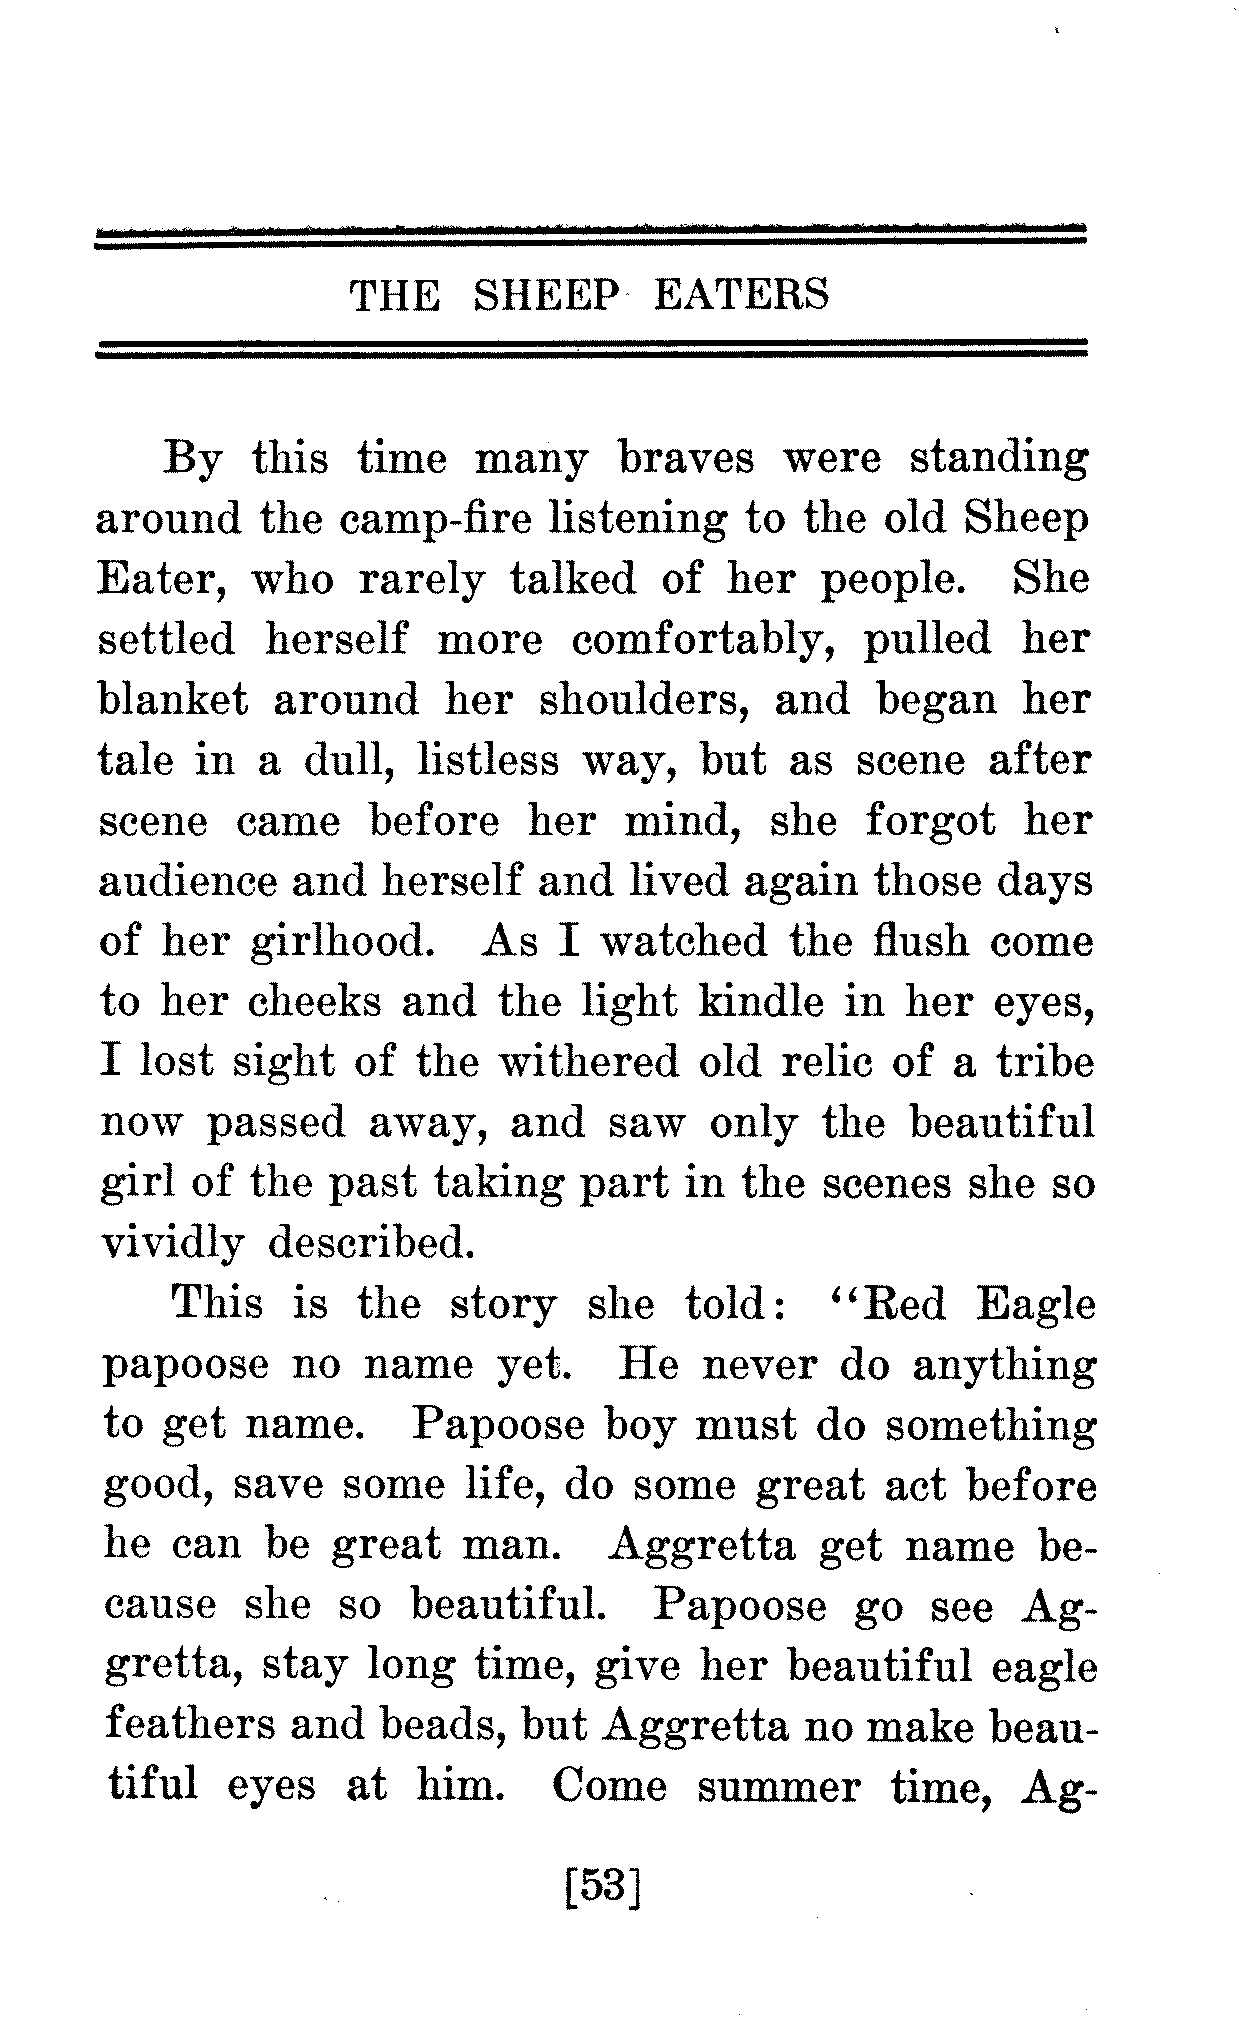 THE SHEEP EATERS
By this time many braves were standing
around the camp-fire listening to the old Sheep
Eater, who rarely talked of her people. She
settled herself more comfortably, pulled her
blanket around her shoulders, and began her
tale in a dull, listless way, but as scene after
scene came before her mind, she forgot her
audience and herself and lived again those days
of her girlhood. As I watched the flush come
to her cheeks and the light kindle in her eyes,
I lost sight of the withered old relic of a tribe
now passed away, and saw only the beautiful
girl of the past taking part in the scenes she so
vividly described.
This is the story she told: “Red Eagle
papoose no name yet. He never do anything
to get name. Papoose boy must do something
good, save some life, do some great act before
he can be great man. Aggretta get name be-
cause she so beautiful. Papoose go see Ag-
gretta, stay long time, give her beautiful eagle
feathers and beads, but Aggretta no make beau-
tiful eyes at him. Come summer time, Ag-
[53]